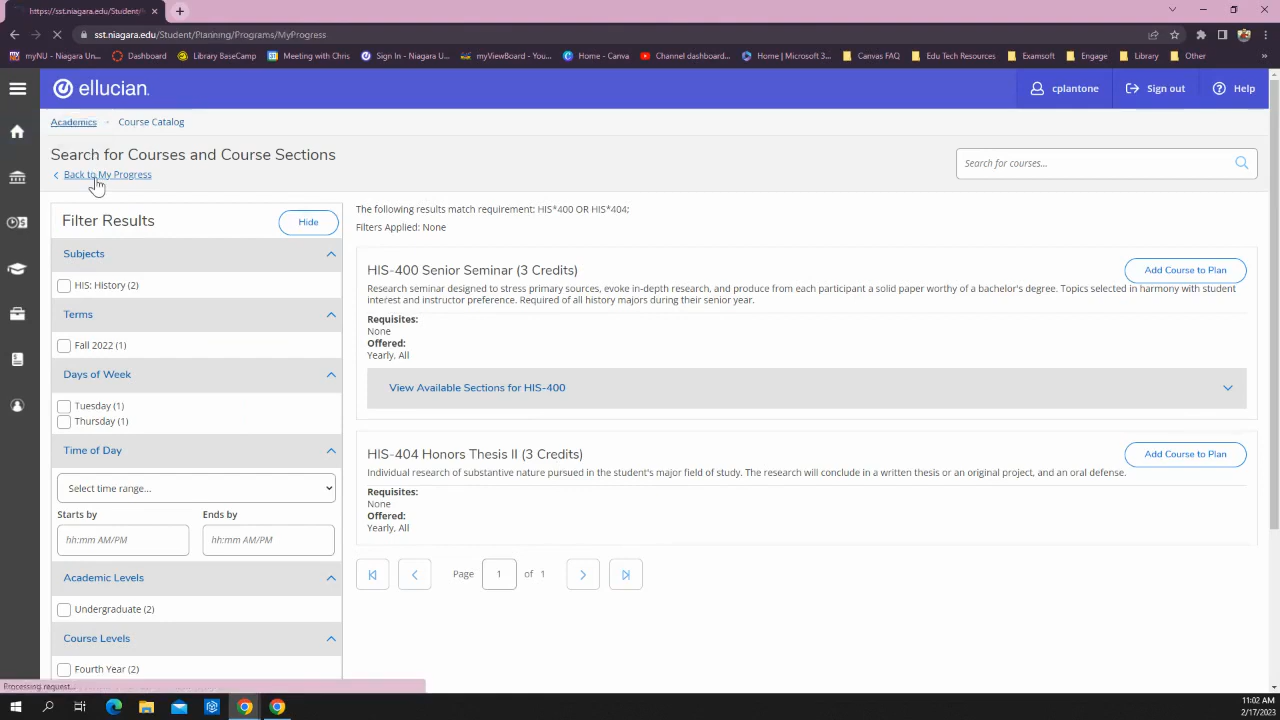 https://sst.niagara.edu/Student/P
sst.niagara.edu/Student/Planning/Programs/MyProgress
myNU - Niagara Un...
Dashboard
Library BaseCamp
Meeting with Chris
Sign In - Niagara U...
myViewBoard - You...
Home - Canva
Channel dashboard...
Home | Microsoft 3...
Canvas FAQ
Edu Tech Resources
Examsoft
Engage
Library
Other
»
ellucian.
cplantone
Sign out
Help
Academics
Course Catalog
Search for Courses and Course Sections
Back to My Progress
Search for courses...
Filter Results
Hide
Subjects
HIS: History (2)
Terms
Fall 2022 (1)
Days of Week
Tuesday (1)
Thursday (1)
Time of Day
Select time range...
Starts by
Ends by
hh:mm AM/PM
hh:mm AM/PM
Academic Levels
Undergraduate (2)
Course Levels
Fourth Year (2)
The following results match requirement: HIS*400 OR HIS*404;
Filters Applied: None
HIS-400 Senior Seminar (3 Credits)
Add Course to Plan
Research seminar designed to stress primary sources, evoke in-depth research, and produce from each participant a solid paper worthy of a bachelor's degree. Topics selected in harmony with student
interest and instructor preference. Required of all history majors during their senior year.
Requisites:
None
Offered:
Yearly, All
View Available Sections for HIS-400
HIS-404 Honors Thesis II (3 Credits)
Add Course to Plan
Individual research of substantive nature pursued in the student's major field of study. The research will conclude in a written thesis or an original project, and an oral defense.
Requisites:
None
Offered:
Yearly, All
Page 1 of 1
Processing request...
11:02 AM
2/17/2023